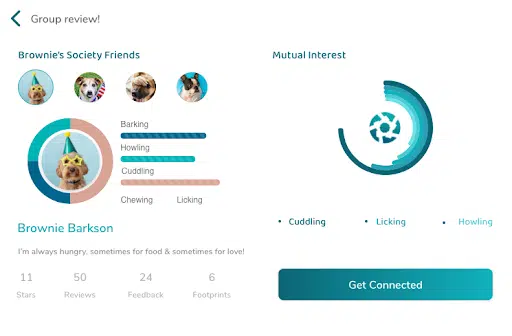 Group review!
Brownie's Society Friends
Barking
Howling
Cuddling
Chewing Licking
Brownie Barkson
I'm always hungry, sometimes for food & sometimes for love!
11 50 24 6
Stars Reviews Feedback Footprints
Mutual Interest
• Cuddling • Licking • Howling
Get Connected